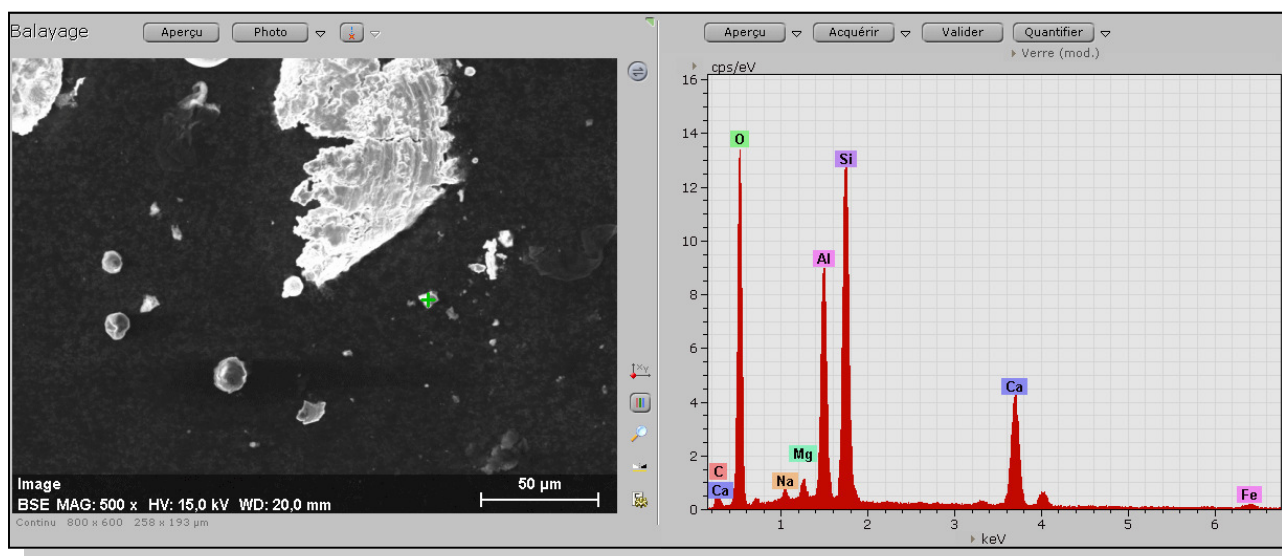 Balayage
Aperçu
Photo
Image
BSE MAG: 500 x HV: 15,0 kV WD: 20,0 mm
50 µm
Continu 800 x 600 258 x 193 µm
Aperçu
Acquérir
Valider
Quantifier
Verre (mod.)
cps/eV
16
14
12
10
8
6
4
2
0
O
Si
Al
Ca
Mg
C
Ca
Na
Fe
1
2
3
4
5
6
keV